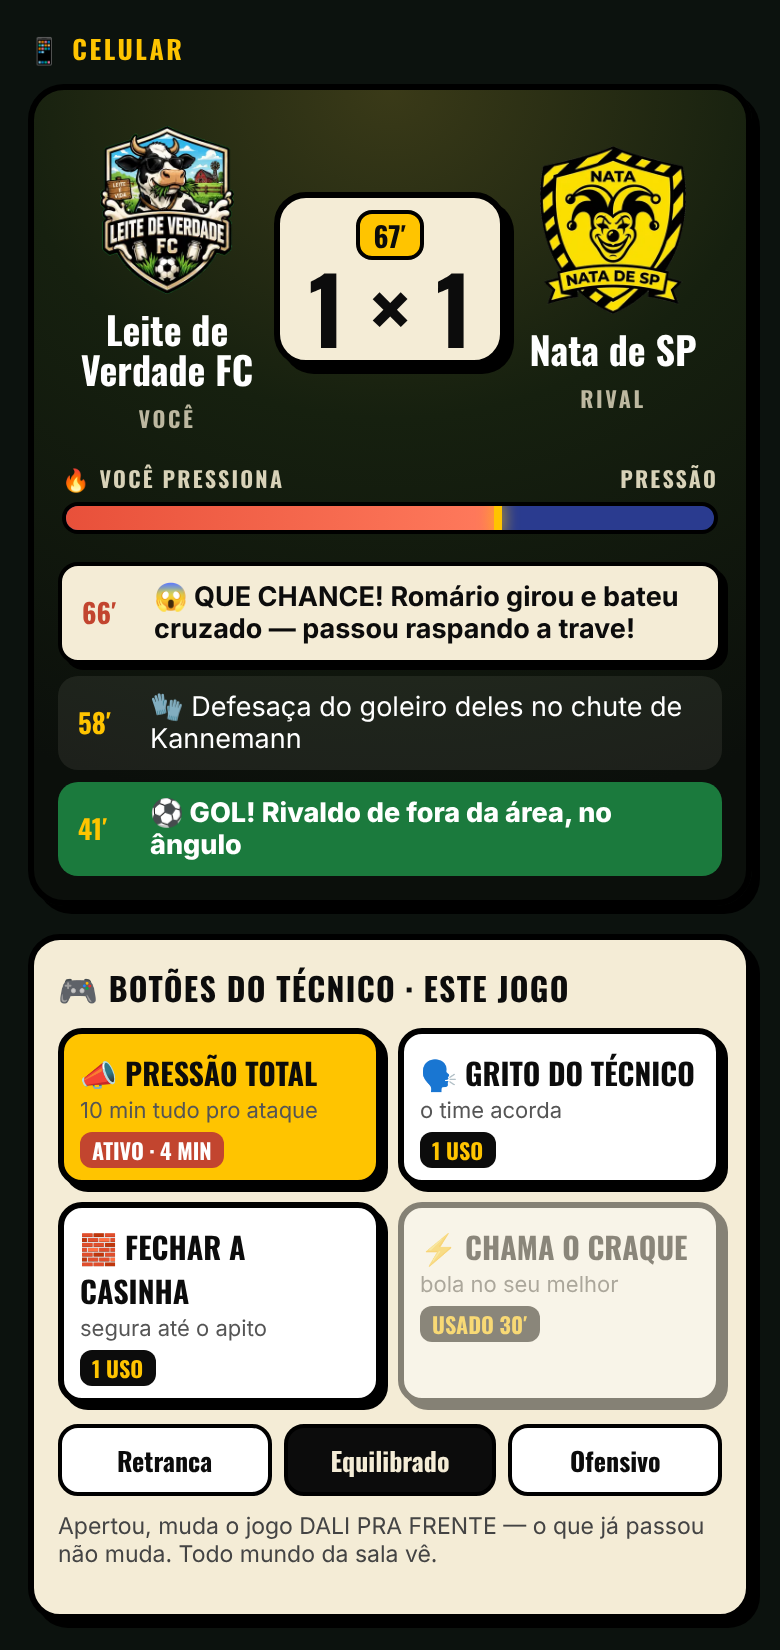 CELULAR
LEITE É VIDA
LEITE DE VERDADE
FC
NATA
NATA DE SP
67'
1 × 1
Leite de
Verdade FC
VOCÊ
Nata de SP
RIVAL
VOCÊ PRESSIONA
PRESSÃO
66'
QUE CHANCE! Romário girou e bateu
cruzado — passou raspando a trave!
58'
Defesaça do goleiro deles no chute de
Kannemann
41'
GOL! Rivaldo de fora da área, no
ângulo
BOTÕES DO TÉCNICO · ESTE JOGO
PRESSÃO TOTAL
10 min tudo pro ataque
ATIVO · 4 MIN
GRITO DO TÉCNICO
o time acorda
1 USO
FECHAR A
CASINHA
segura até o apito
1 USO
CHAMA O CRAQUE
bola no seu melhor
USADO 30'
Retranca
Equilibrado
Ofensivo
Apertou, muda o jogo DALI PRA FRENTE — o que já passou
não muda. Todo mundo da sala vê.